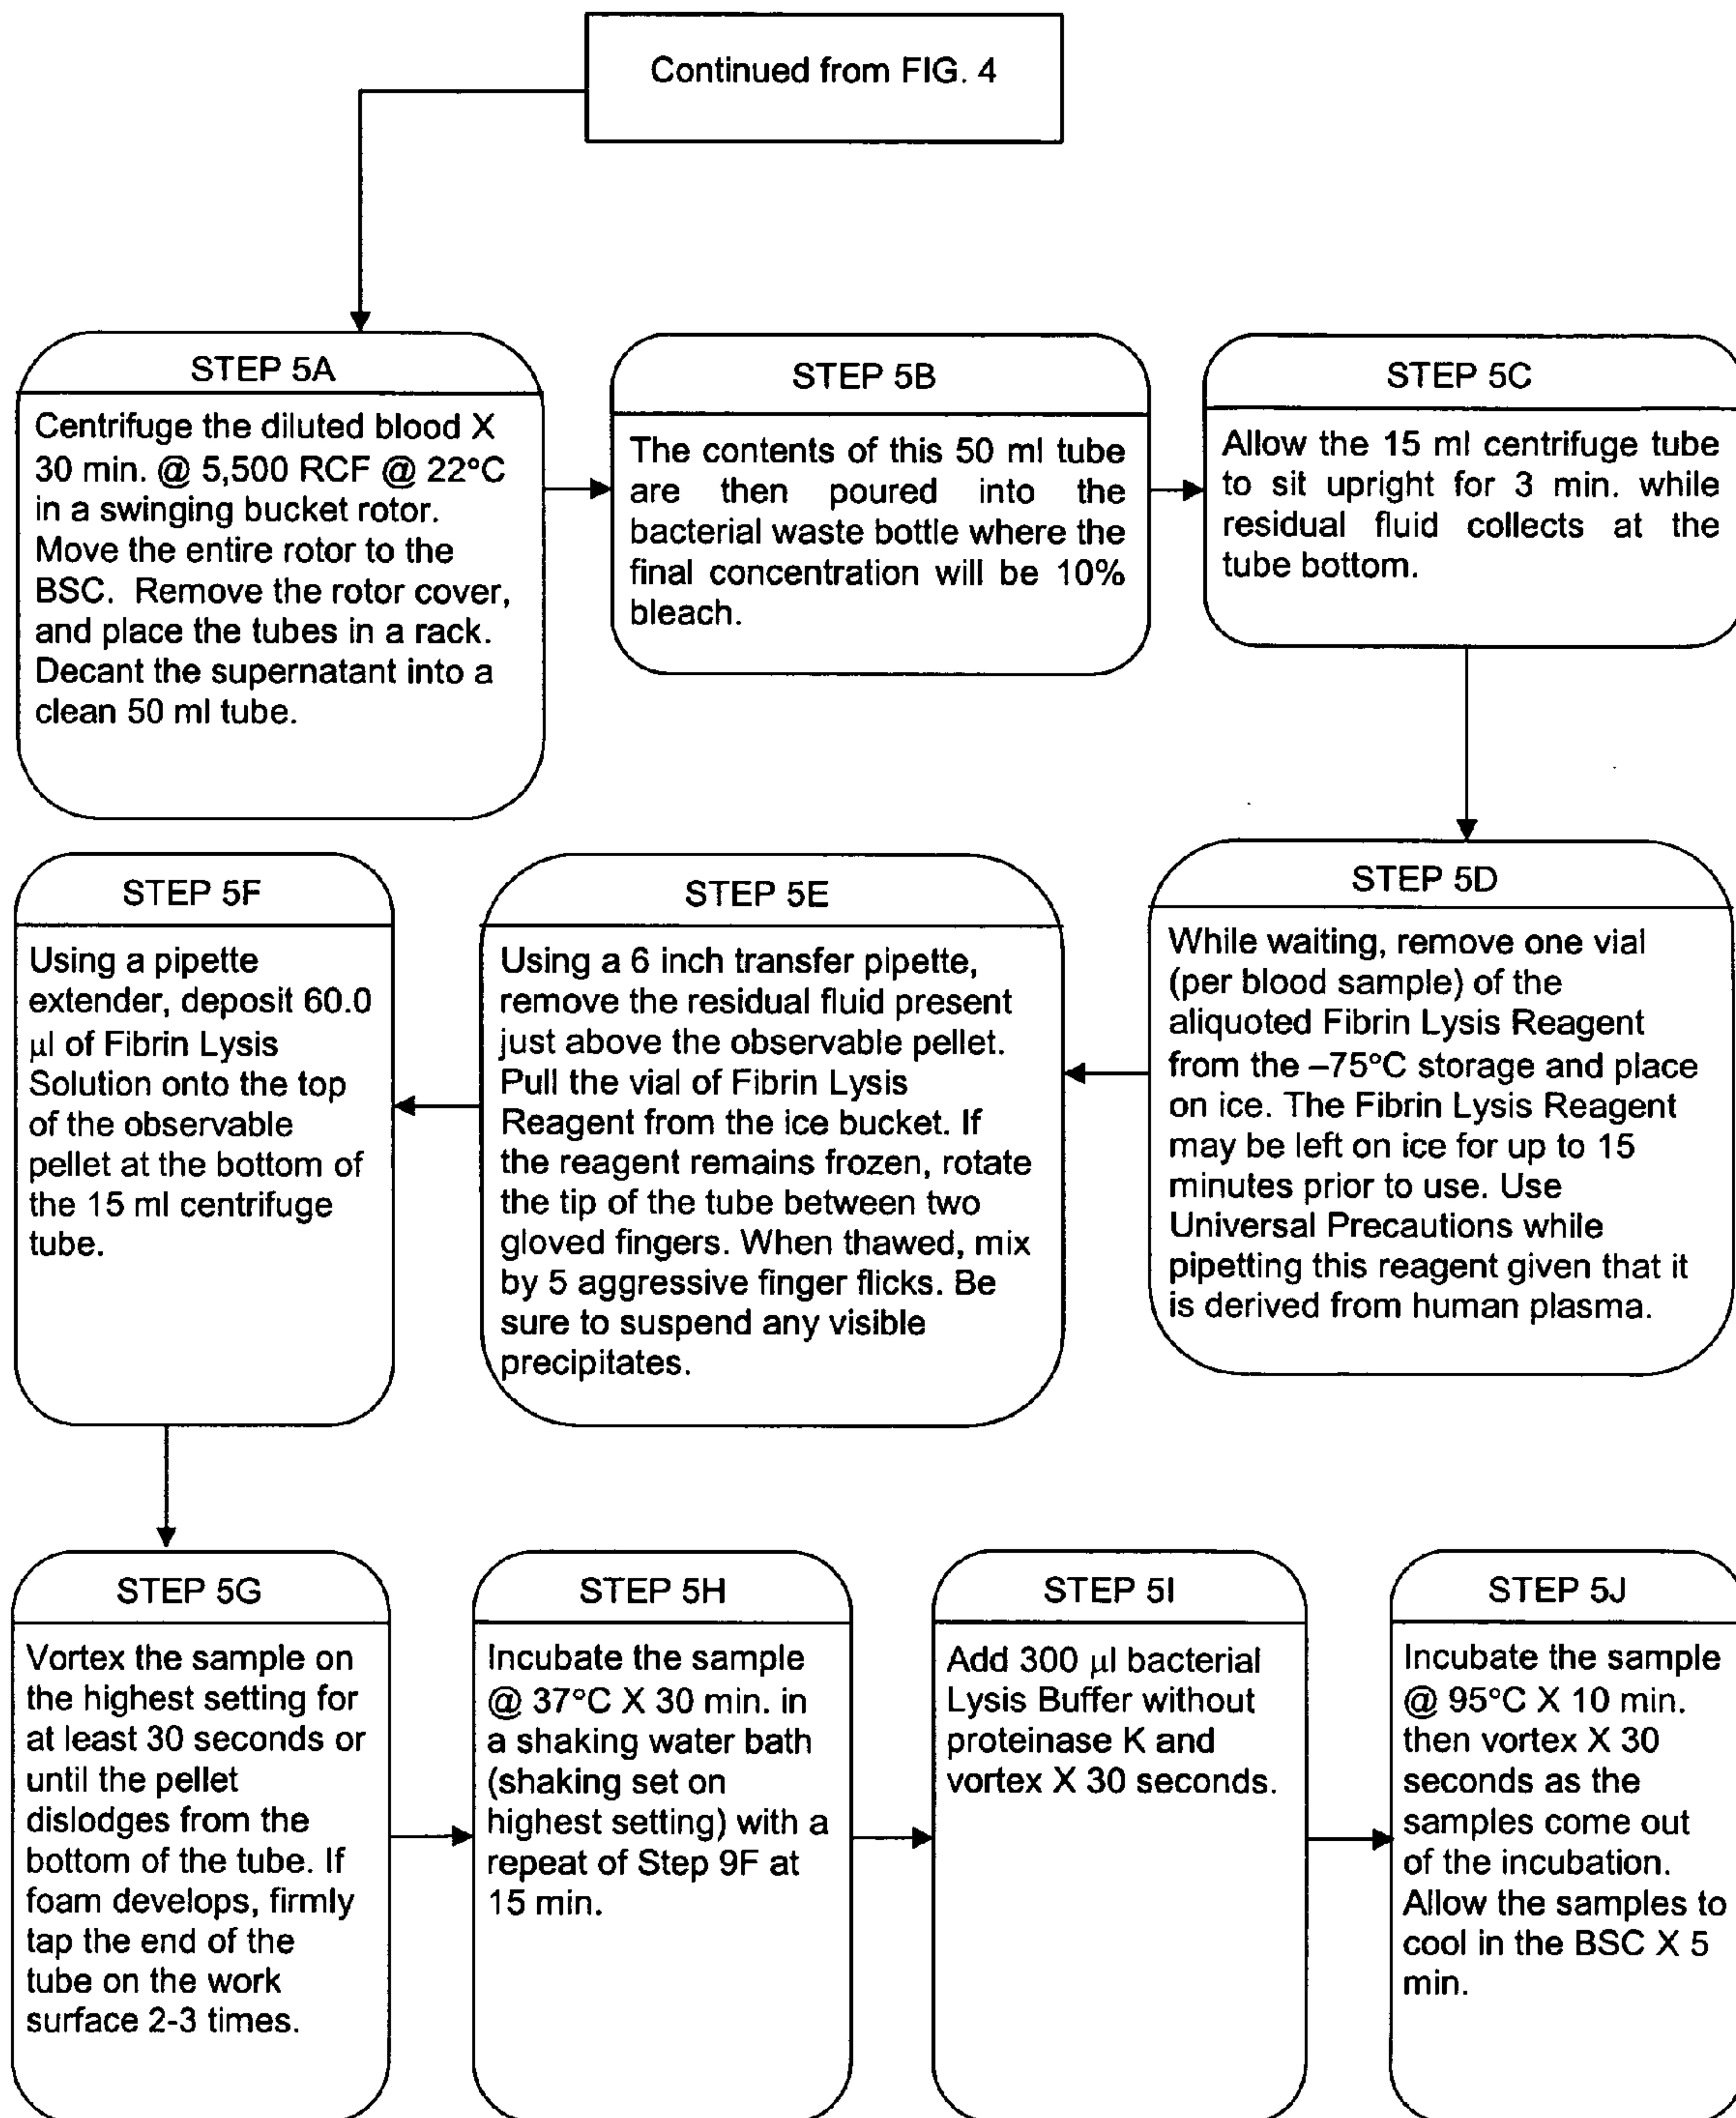 Continued from FIG. 4
STEP 5A
Centrifuge the diluted blood X
30 min. @ 5,500 RCF @ 22°C
in a swinging bucket rotor.
Move the entire rotor to the
BSC. Remove the rotor cover,
and place the tubes in a rack.
Decant the supernatant into a
clean 50 ml tube.
STEP 5B
The contents of this 50 ml tube
are then poured into the
bacterial waste bottle where the
final concentration will be 10%
bleach.
STEP 5C
Allow the 15 ml centrifuge tube
to sit upright for 3 min. while
residual fluid collects at the
tube bottom.
STEP 5D
While waiting, remove one vial
(per blood sample) of the
aliquoted Fibrin Lysis Reagent
from the –75°C storage and place
on ice. The Fibrin Lysis Reagent
may be left on ice for up to 15
minutes prior to use. Use
Universal Precautions while
pipetting this reagent given that it
is derived from human plasma.
STEP 5E
Using a 6 inch transfer pipette,
remove the residual fluid present
just above the observable pellet.
Pull the vial of Fibrin Lysis
Reagent from the ice bucket. If
the reagent remains frozen, rotate
the tip of the tube between two
gloved fingers. When thawed, mix
by 5 aggressive finger flicks. Be
sure to suspend any visible
precipitates.
STEP 5F
Using a pipette
extender, deposit 60.0
µl of Fibrin Lysis
Solution onto the top
of the observable
pellet at the bottom of
the 15 ml centrifuge
tube.
STEP 5G
Vortex the sample on
the highest setting for
at least 30 seconds or
until the pellet
dislodges from the
bottom of the tube. If
foam develops, firmly
tap the end of the
tube on the work
surface 2-3 times.
STEP 5H
Incubate the sample
@ 37°C X 30 min. in
a shaking water bath
(shaking set on
highest setting) with a
repeat of Step 9F at
15 min.
STEP 5I
Add 300 µl bacterial
Lysis Buffer without
proteinase K and
vortex X 30 seconds.
STEP 5J
Incubate the sample
@ 95°C X 10 min.
then vortex X 30
seconds as the
samples come out
of the incubation.
Allow the samples to
cool in the BSC X 5
min.